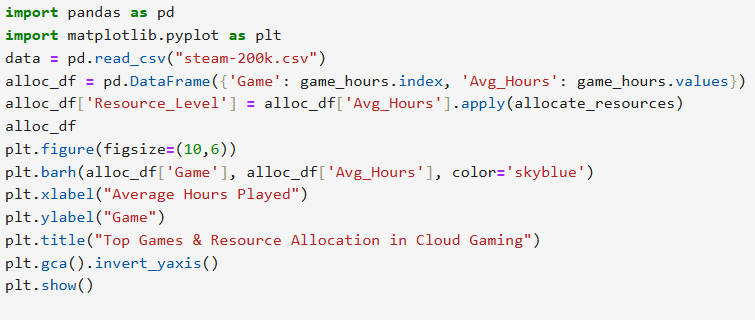 import pandas as pd
import matplotlib.pyplot as plt
data = pd.read_csv("steam-200k.csv")
alloc_df = pd.DataFrame({'Game': game_hours.index, 'Avg_Hours': game_hours.values})
alloc_df['Resource_Level'] = alloc_df['Avg_Hours'].apply(allocate_resources)
alloc_df
plt.figure(figsize=(10,6))
plt.barh(alloc_df['Game'], alloc_df['Avg_Hours'], color='skyblue')
plt.xlabel("Average Hours Played")
plt.ylabel("Game")
plt.title("Top Games & Resource Allocation in Cloud Gaming")
plt.gca().invert_yaxis()
plt.show()